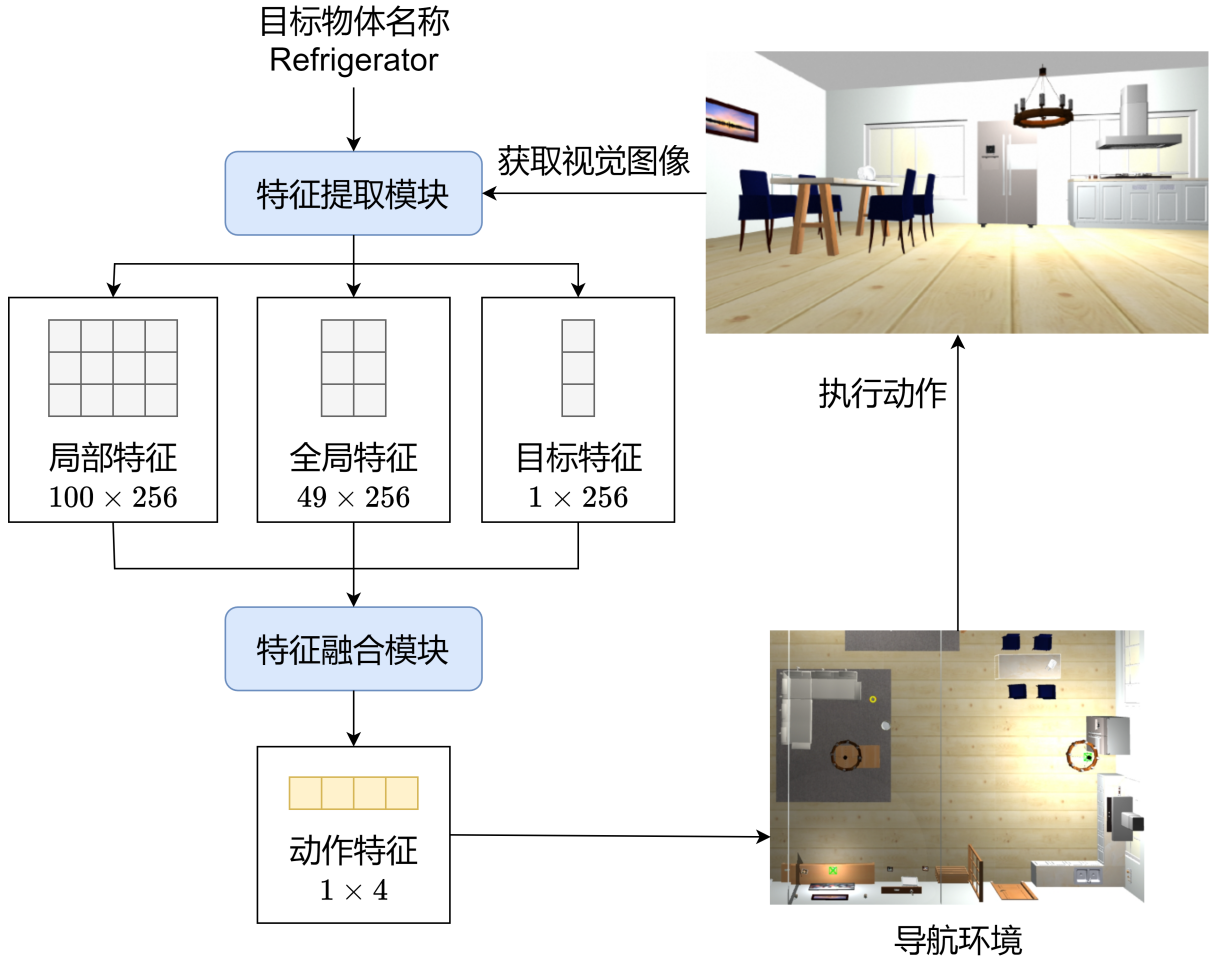 目标物体名称
Refrigerator
获取视觉图像
特征提取模块
执行动作
局部特征
100 × 256
全局特征
49 × 256
目标特征
1 × 256
特征融合模块
动作特征
1 × 4
导航环境